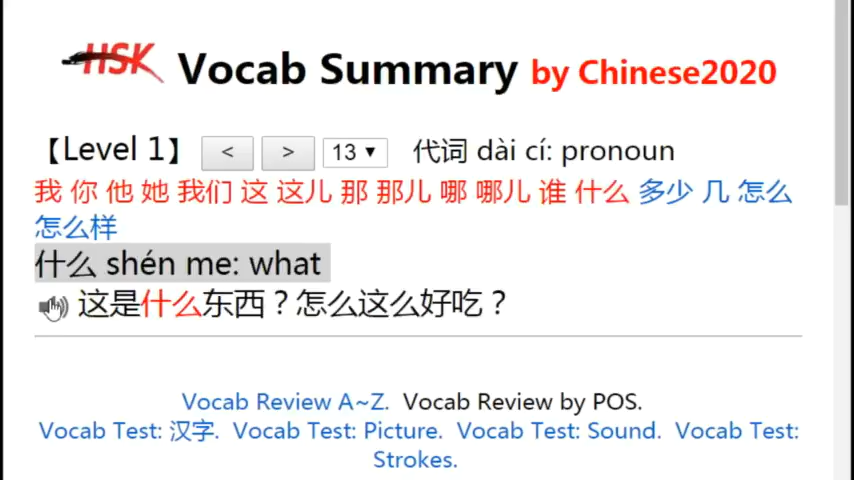 HSK Vocab Summary by Chinese2020
【Level 1】 < > 13 ▼ 代词 dài cí: pronoun
我 你 他 她 我们 这 这儿 那 那儿 哪 哪儿 谁 什么 多少 几 怎么
怎么样
什么 shén me: what
这是什么东西？怎么这么好吃？
Vocab Review A~Z. Vocab Review by POS.
Vocab Test: 汉字. Vocab Test: Picture. Vocab Test: Sound. Vocab Test:
Strokes.